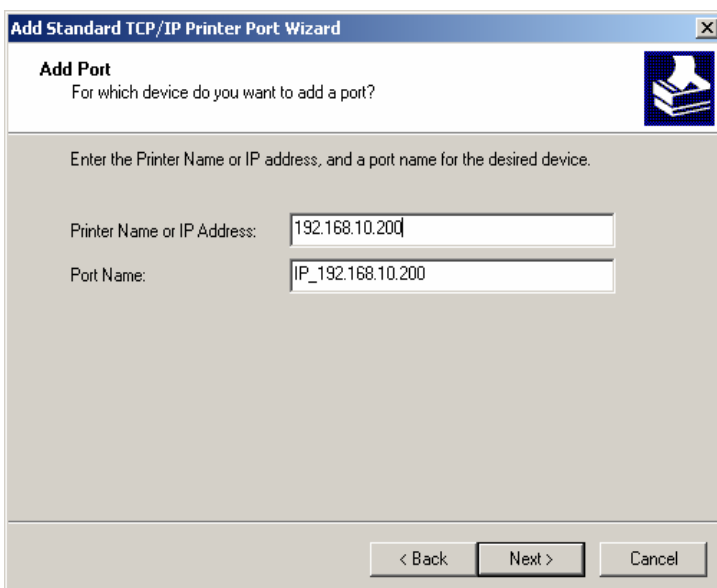 Add Standard TCP/IP Printer Port Wizard
Add Port
For which device do you want to add a port?
Enter the Printer Name or IP address, and a port name for the desired device.
Printer Name or IP Address: 192.168.10.200
Port Name: IP_192.168.10.200
< Back Next > Cancel